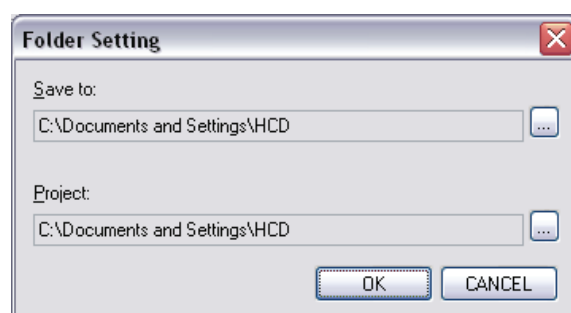 Folder Setting
Save to:
C:\Documents and Settings\HCD
...
Project:
C:\Documents and Settings\HCD
...
OK CANCEL